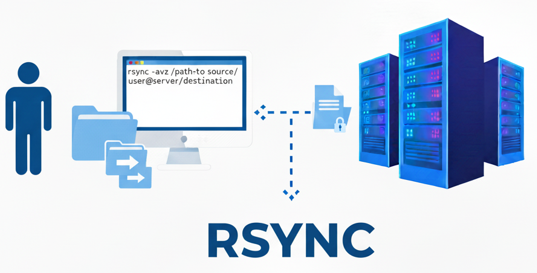 rsync -avz /path-to source/
user@server/destination
RSYNC